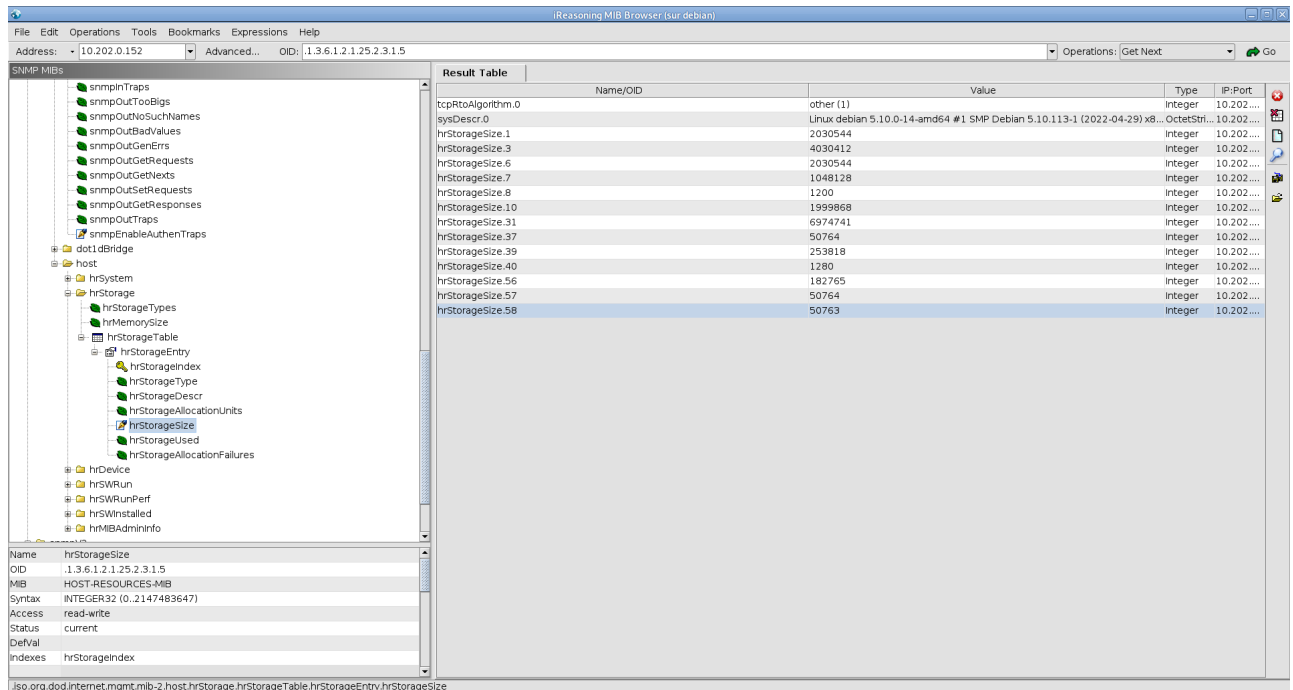 iReasoning MIB Browser (sur debian)
File Edit Operations Tools Bookmarks Expressions Help
Address: 10.202.0.152 Advanced... OID: .1.3.6.1.2.1.25.2.3.1.5 Operations: Get Next Go
SNMP MIBs
snmpInTraps
snmpOutTooBigs
snmpOutNoSuchNames
snmpOutBadValues
snmpOutGenErrs
snmpOutGetRequests
snmpOutGetNexts
snmpOutSetRequests
snmpOutGetResponses
snmpOutTraps
snmpEnableAuthenTraps
dot1dBridge
host
hrSystem
hrStorage
hrStorageTypes
hrMemorySize
hrStorageTable
hrStorageEntry
hrStorageIndex
hrStorageType
hrStorageDescr
hrStorageAllocationUnits
hrStorageSize
hrStorageUsed
hrStorageAllocationFailures
hrDevice
hrSWRun
hrSWRunPerf
hrSWInstalled
hrMIBAdminInfo
Name hrStorageSize
OID .1.3.6.1.2.1.25.2.3.1.5
MIB HOST-RESOURCES-MIB
Syntax INTEGER32 (0..2147483647)
Access read-write
Status current
DefVal
Indexes hrStorageIndex
Result Table
Name/OID Value Type IP:Port
tcpRtoAlgorithm.0 other (1) Integer 10.202....
sysDescr.0 Linux debian 5.10.0-14-amd64 #1 SMP Debian 5.10.113-1 (2022-04-29) x8... OctetStri... 10.202....
hrStorageSize.1 2030544 Integer 10.202....
hrStorageSize.3 4030412 Integer 10.202....
hrStorageSize.6 2030544 Integer 10.202....
hrStorageSize.7 1048128 Integer 10.202....
hrStorageSize.8 1200 Integer 10.202....
hrStorageSize.10 1999868 Integer 10.202....
hrStorageSize.31 6974741 Integer 10.202....
hrStorageSize.37 50764 Integer 10.202....
hrStorageSize.39 253818 Integer 10.202....
hrStorageSize.40 1280 Integer 10.202....
hrStorageSize.56 182765 Integer 10.202....
hrStorageSize.57 50764 Integer 10.202....
hrStorageSize.58 50763 Integer 10.202....
.iso.org.dod.internet.mgmt.mib-2.host.hrStorage.hrStorageTable.hrStorageEntry.hrStorageSize